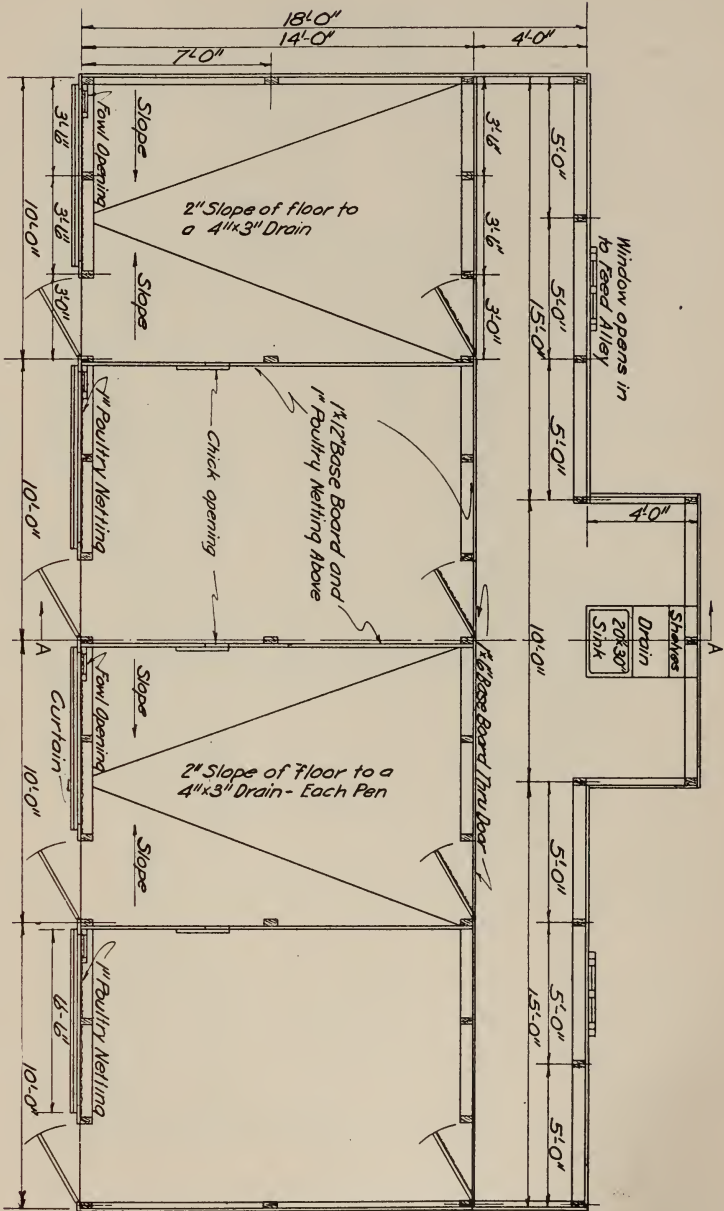 18'-0"
14'-0"
4'-0"
7'-0"
10'-0"
3'-6"
3'-6"
3'-0"
Fowl Opening
Slope
Slope
2" Slope of floor to
a 4"x3" Drain
3'-6"
3'-6"
3'-0"
5'-0"
5'-0"
15'-0"
5'-0"
Window opens in
to Feed Alley
10'-0"
1" Poultry Netting
Chick opening
1"x12" Base Board and
1" Poultry Netting Above
4'-0"
10'-0"
Shelves
Drain
20"x30"
Sink
A
A
1"x6" Base Board Thru Door
10'-0"
Fowl Opening
Curtain
Slope
Slope
2" Slope of floor to a
4"x3" Drain - Each Pen
5'-0"
5'-0"
15'-0"
5'-0"
10'-0"
6'-6"
1" Poultry Netting